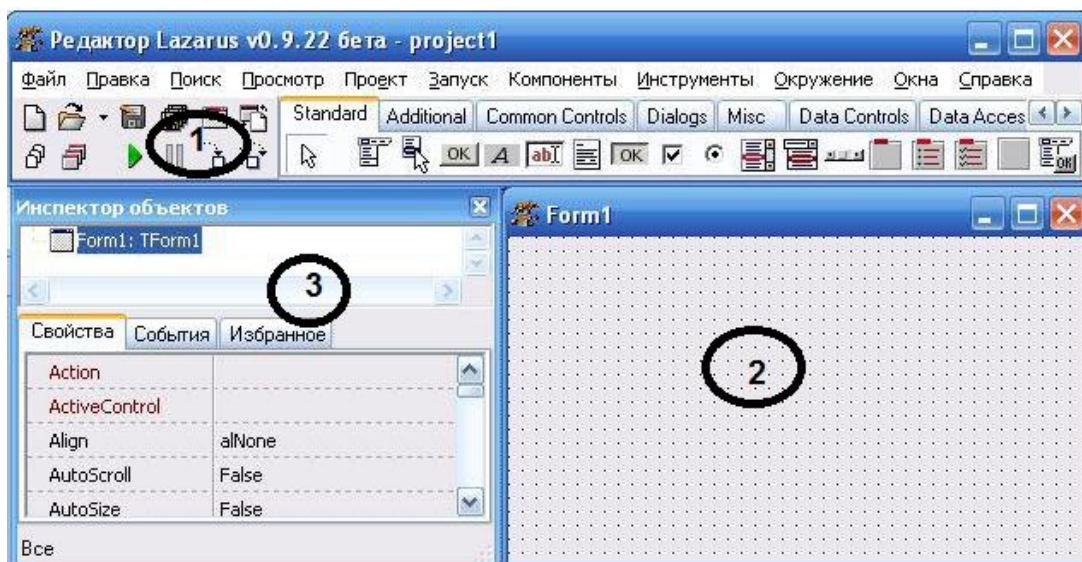 Редактор Lazarus v0.9.22 бета - project1
Файл Правка Поиск Просмотр Проект Запуск Компоненты Инструменты Окружение Окна Справка
Standard Additional Common Controls Dialogs Misc Data Controls Data Acces
1
OK A abI OK OK
Инспектор объектов
Form1: TForm1
3
Свойства События Избранное
Action
ActiveControl
Align alNone
AutoScroll False
AutoSize False
Все
Form1
2